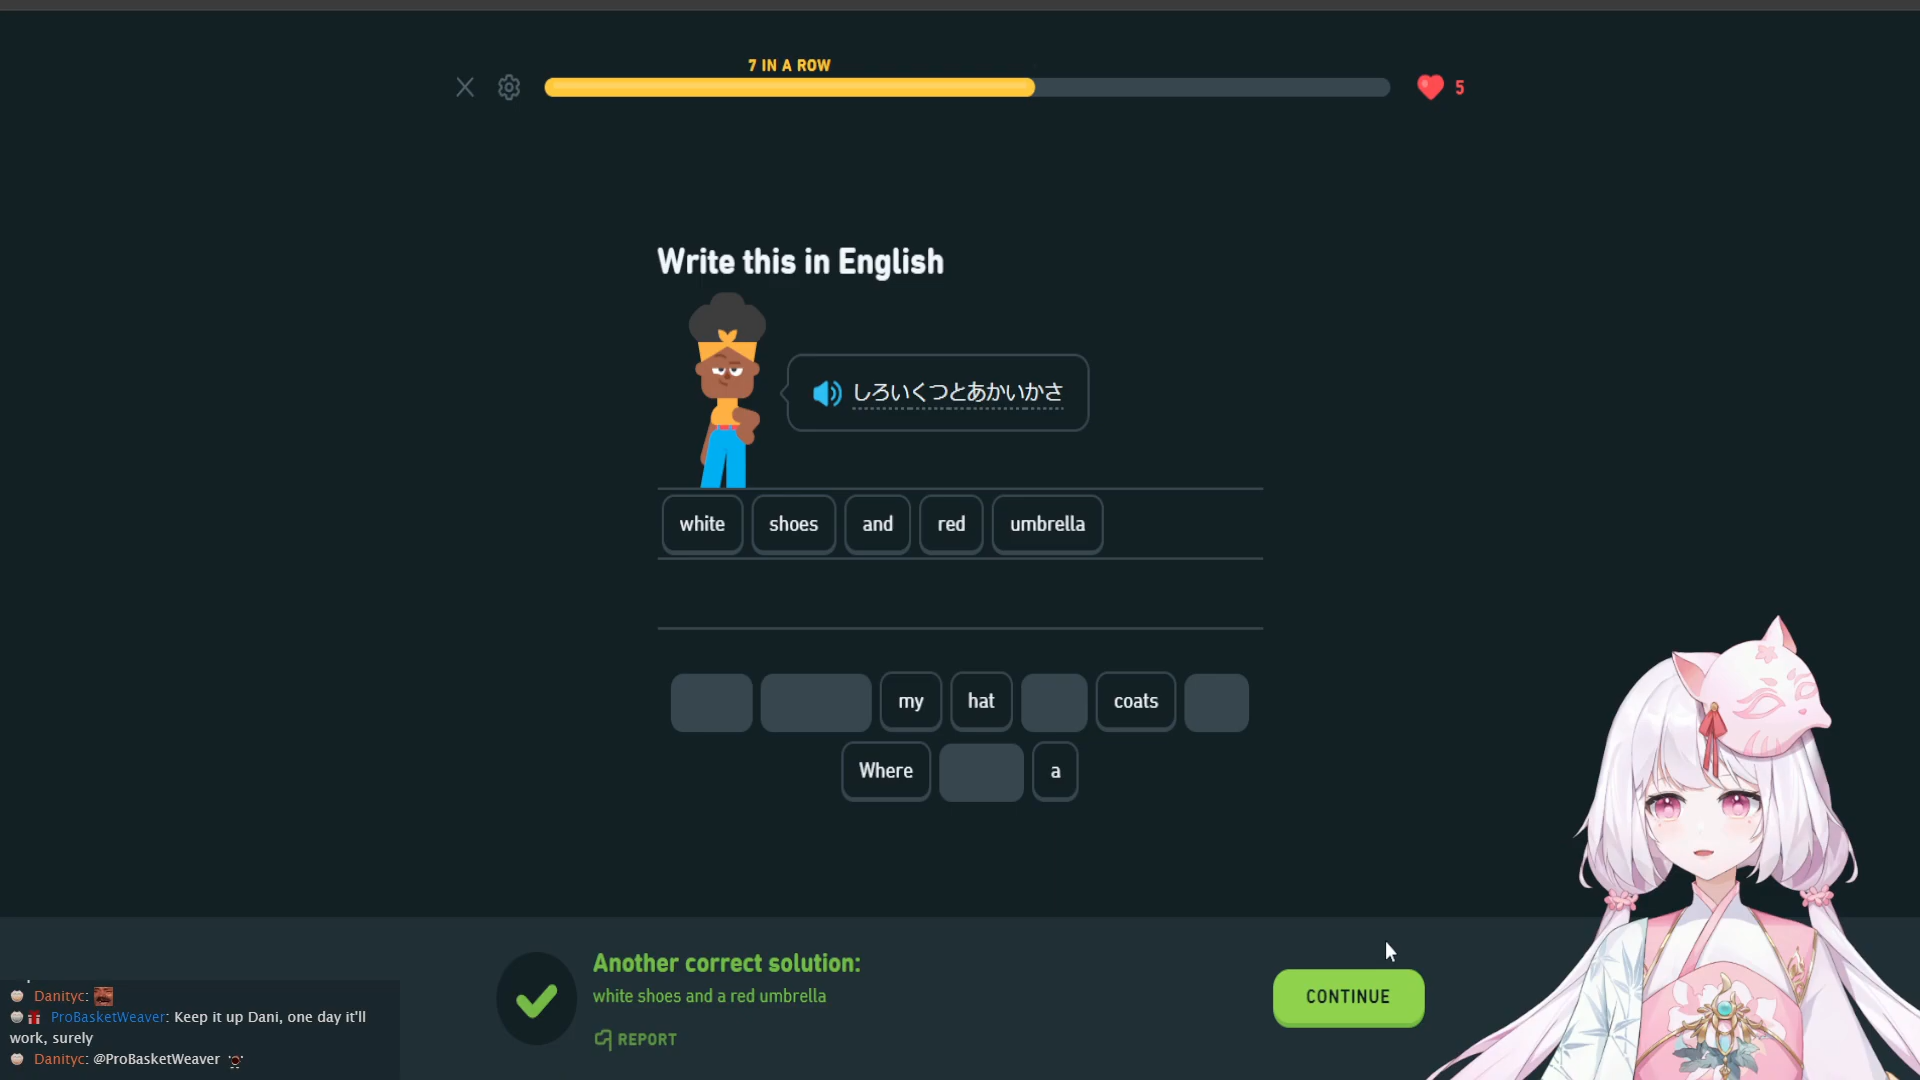 7 IN A ROW
5
Write this in English
しろいくつとあかいかさ
white shoes and red umbrella
my hat coats
Where a
Another correct solution:
white shoes and a red umbrella
REPORT
CONTINUE
Danityc:
ProBasketWeaver: Keep it up Dani, one day it'll
work, surely
Danityc: @ProBasketWeaver